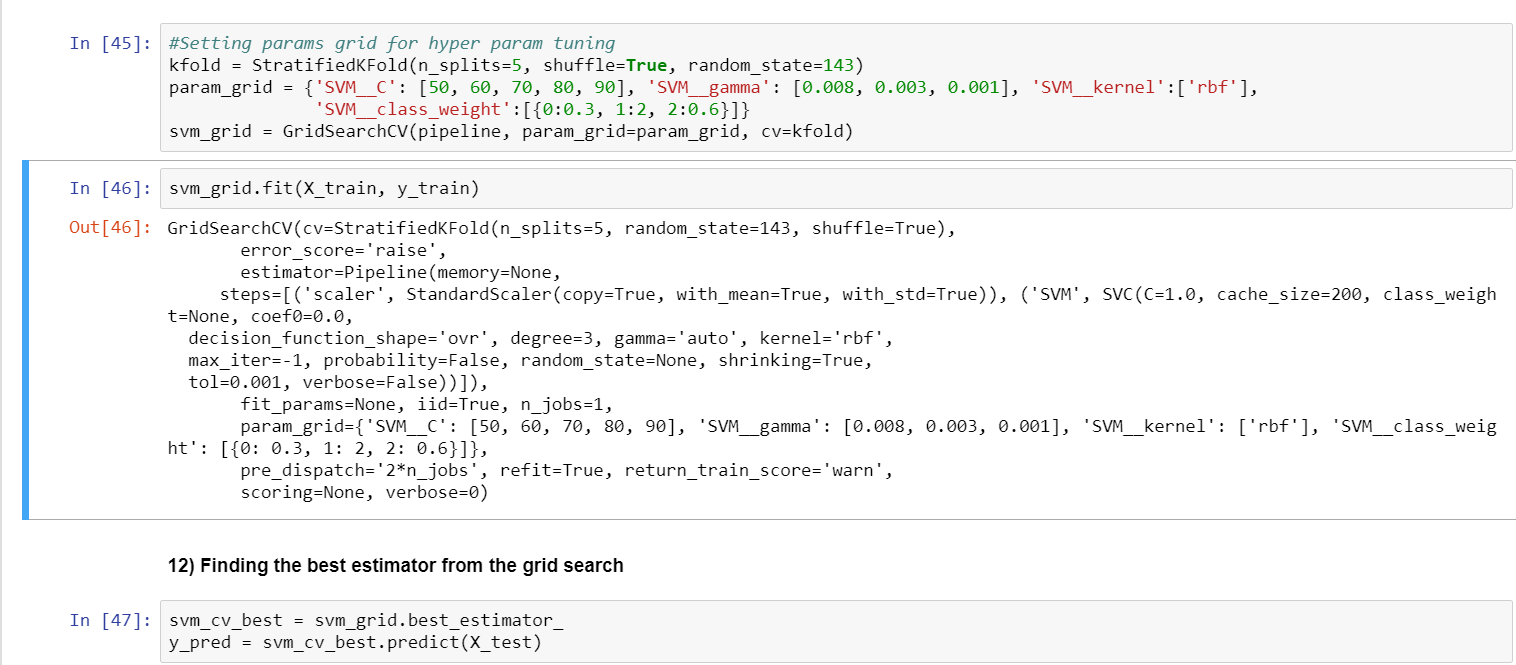 In [45]: #Setting params grid for hyper param tuning
kfold = StratifiedKFold(n_splits=5, shuffle=True, random_state=143)
param_grid = {'SVM__C': [50, 60, 70, 80, 90], 'SVM__gamma': [0.008, 0.003, 0.001], 'SVM__kernel':['rbf'],
'SVM__class_weight':[{0:0.3, 1:2, 2:0.6}]}
svm_grid = GridSearchCV(pipeline, param_grid=param_grid, cv=kfold)
In [46]: svm_grid.fit(X_train, y_train)
Out[46]: GridSearchCV(cv=StratifiedKFold(n_splits=5, random_state=143, shuffle=True),
error_score='raise',
estimator=Pipeline(memory=None,
steps=[('scaler', StandardScaler(copy=True, with_mean=True, with_std=True)), ('SVM', SVC(C=1.0, cache_size=200, class_weigh
t=None, coef0=0.0,
decision_function_shape='ovr', degree=3, gamma='auto', kernel='rbf',
max_iter=-1, probability=False, random_state=None, shrinking=True,
tol=0.001, verbose=False))]),
fit_params=None, iid=True, n_jobs=1,
param_grid={'SVM__C': [50, 60, 70, 80, 90], 'SVM__gamma': [0.008, 0.003, 0.001], 'SVM__kernel': ['rbf'], 'SVM__class_weig
ht': [{0: 0.3, 1: 2, 2: 0.6}]},
pre_dispatch='2*n_jobs', refit=True, return_train_score='warn',
scoring=None, verbose=0)
12) Finding the best estimator from the grid search
In [47]: svm_cv_best = svm_grid.best_estimator_
y_pred = svm_cv_best.predict(X_test)